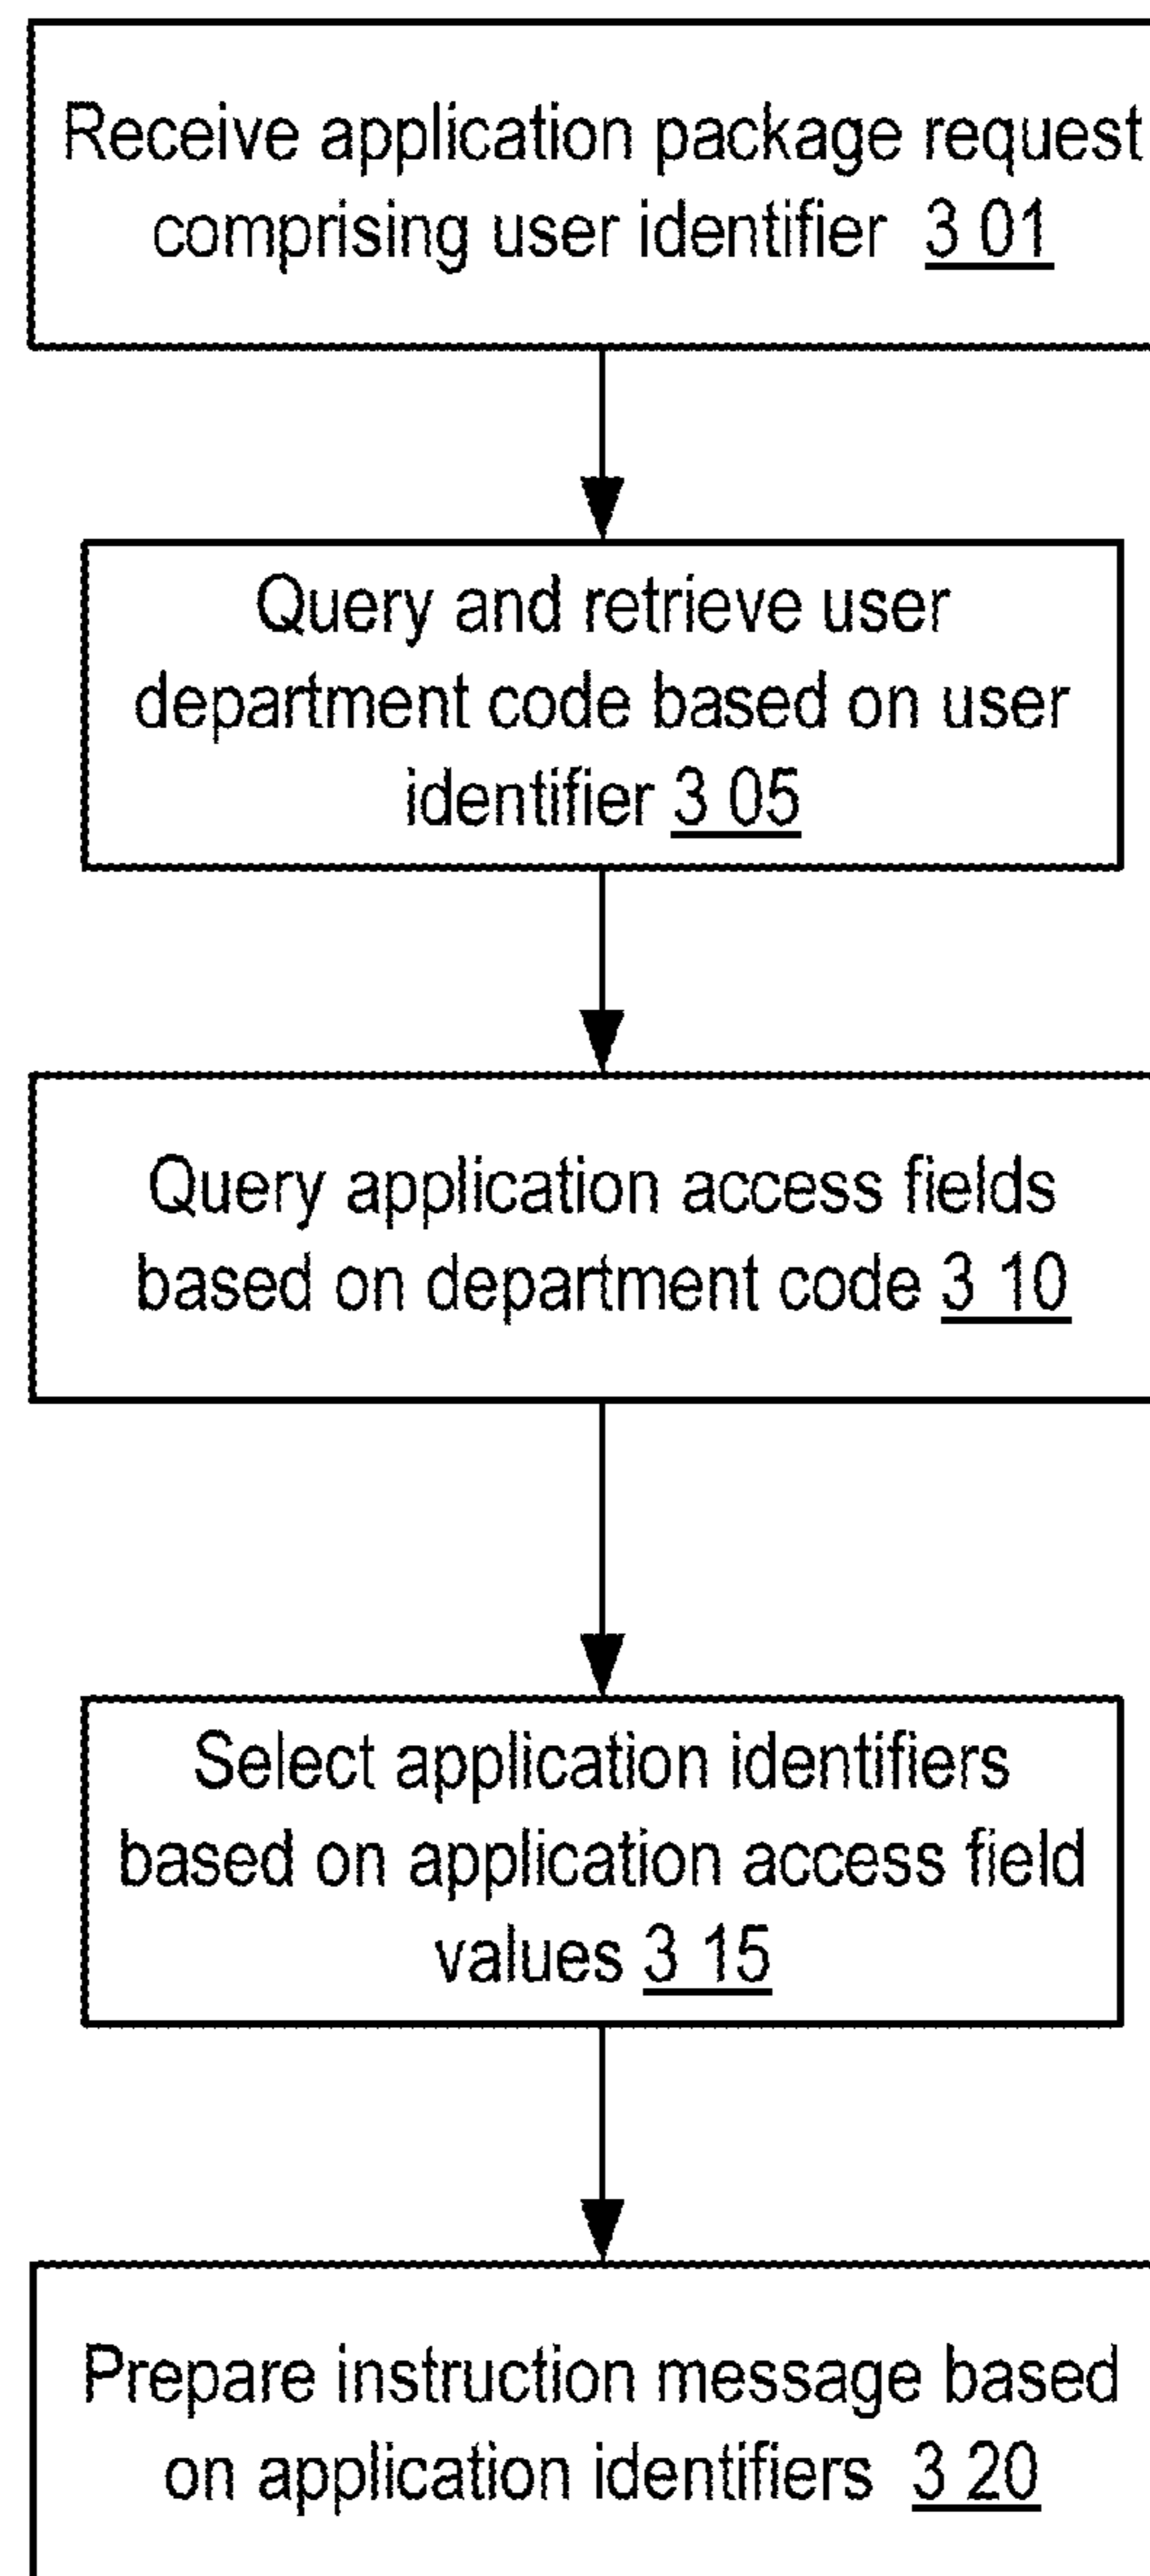 Receive application package request
comprising user identifier 3 01
Query and retrieve user
department code based on user
identifier 3 05
Query application access fields
based on department code 3 10
Select application identifiers
based on application access field
values 3 15
Prepare instruction message based
on application identifiers 3 20